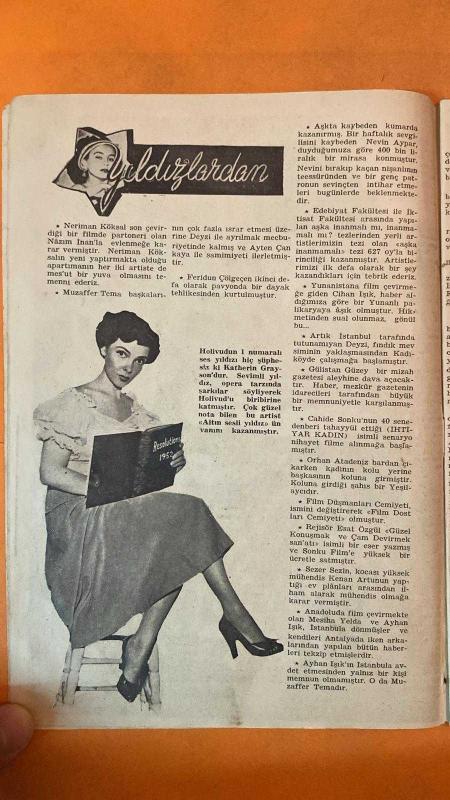 Yıldızlardan
★ Neriman Köksal son çevir-
diği bir filmde partoneri olan
Nâzım İnan'la evlenmeğe ka-
rar vermiştir. Neriman Kök-
salın yeni yaptırmakta olduğu
apartımanın her iki artiste de
mes'ut bir yuva olmasını te-
menni ederiz.
★ Muzaffer Tema başkaları-
nın çok fazla ısrar etmesi üze-
rine Deyzi ile ayrılmak mecbu-
riyetinde kalmış ve Ayten Çan
kaya ile samimiyeti ilerletmiş-
tir.
★ Feridun Çölgeçen ikinci de-
fa olarak pavyonda bir dayak
tehlikesinden kurtulmuştur.
Holivudun 1 numaralı
ses yıldızı hiç şüphe-
siz ki Katherin Gray-
son'dur. Sevimli yıl-
dız, opera tarzında
şarkılar söyliyerek
Holivud'u biribirine
katmıştır. Çok güzel
nota bilen bu artist
«Altın sesli yıldız» ün
vanını kazanmıştır.
Resolutions
1952
★ Aşkta kaybeden kumarda
kazanırmış. Bir haftalık sevgi-
lisini kaybeden Nevin Aypar,
duyduğumuza göre 400 bin li-
ralık bir mirasa konmuştur.
Nevini bırakıp kaçan nişanının
teessüründen ve bir genç pat-
ronun sevinçten intihar etme-
leri bugünlerde beklenmekte-
dir.
★ Edebiyat Fakültesi ile İk-
tisat Fakültesi arasında yapı-
lan aşka inanmalı mı, inanma-
malı mı? tezlerinden yerli ar-
tistlerimizin tezi olan «aşka
inanmamalı» tezi 627 oy'la bi-
rinciliği kazanmıştır. Artistle-
rimizi ilk defa olarak bir şey
kazandıkları için tebrik ederiz.
★ Yunanistana film çevirme-
ğe giden Cihan Işık, haber al-
dığımıza göre bir Yunanlı pa-
likaryaya âşık olmuştur. Hik-
metinden sual olunmaz, gönül
bu...
★ Artık İstanbul tarafında
tutunamıyan Deyzi, fındık mev
siminin yaklaşmasından Kadı-
köyde çalışmağa başlamıştır.
★ Gülistan Güzey bir mizah
gazetesi aleyhine dava açacak-
tır. Haber, mezkûr gazetenin
idarecileri tarafından büyük
bir memnuniyetle karşılanmış-
tır.
★ Cahide Sonku'nun 40 sene
denberi tahayyül ettiği (İHTİ-
YAR KADIN) isimli senaryo
nihayet filme alınmağa başla-
mıştır.
★ Orhan Atadeniz bardan çı-
karken kadının kolu yerine
başkasının koluna girmiştir.
Koluna girdiği şahıs bir Yeşil-
aycıdır.
★ Film Düşmanları Cemiyeti,
ismini değiştirerek «Film Dost
ları Cemiyeti» olmuştur.
★ Rejisör Esat Özgül «Güzel
Konuşmak ve Çam Devirmek
san'atı» isimli bir eser yazmış
ve Sonku Film'e yüksek bir
ücretle satmıştır.
★ Sezer Sezin, kocası yüksek
mühendis Kenan Artunun yap-
tığı ev plânları arasından il-
ham alarak mühendis olmağa
karar vermiştir.
★ Anadoluda film çevirmekte
olan Mesiha Yelda ve Ayhan
Işık, İstanbula dönmüşler ve
kendileri Antalyada iken arka-
larından yapılan bütün haber-
leri tekzip etmişlerdir.
★ Ayhan Işık'ın İstanbula av-
det etmesinden yalnız bir kişi
memnun olmamıştır. O da Mu-
zaffer Temadır.